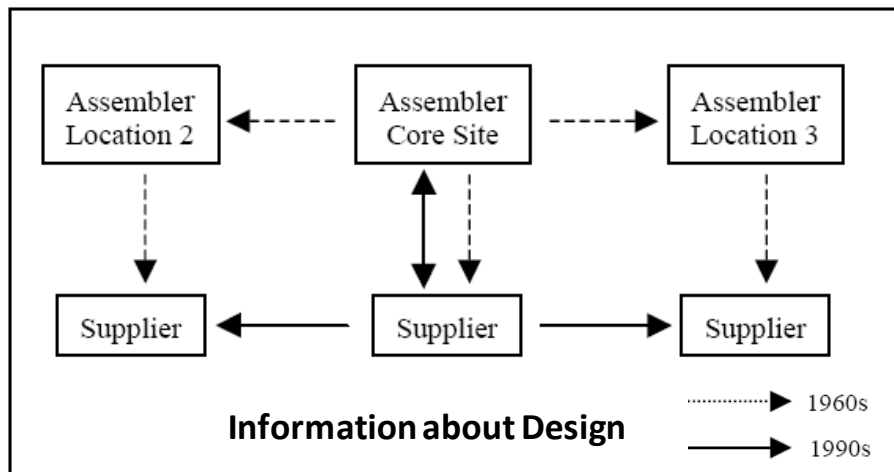 Assembler
Location 2
Assembler
Core Site
Assembler
Location 3
Supplier
Supplier
Supplier
Information about Design
1960s
1990s